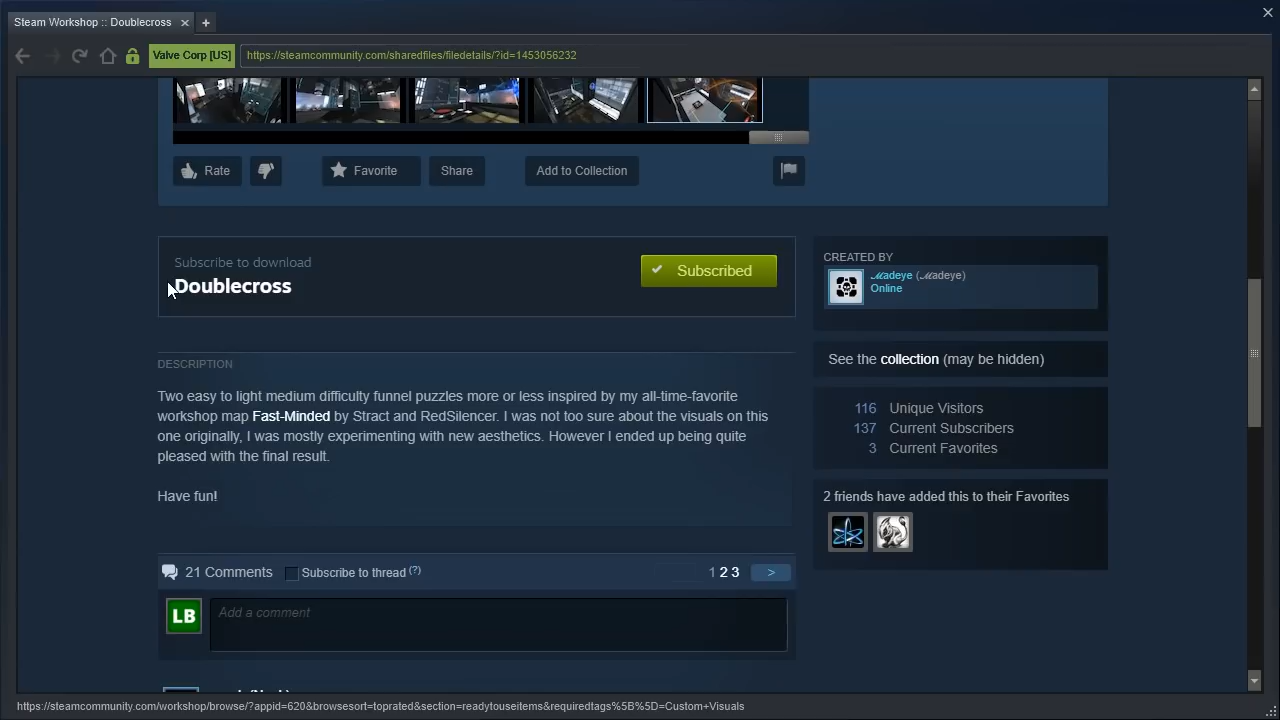 Steam Workshop :: Doublecross
Valve Corp [US]
https://steamcommunity.com/sharedfiles/filedetails/?id=1453056232
Rate
Favorite
Share
Add to Collection
Subscribe to download
Doublecross
Subscribed
CREATED BY
ℳadeye (ℳadeye)
Online
See the collection (may be hidden)
116 Unique Visitors
137 Current Subscribers
3 Current Favorites
2 friends have added this to their Favorites
DESCRIPTION
Two easy to light medium difficulty funnel puzzles more or less inspired by my all-time-favorite
workshop map Fast-Minded by Stract and RedSilencer. I was not too sure about the visuals on this
one originally, I was mostly experimenting with new aesthetics. However I ended up being quite
pleased with the final result.
Have fun!
21 Comments
Subscribe to thread (?)
1 2 3 >
LB
Add a comment
https://steamcommunity.com/workshop/browse/?appid=620&browsesort=toprated&section=readytouseitems&requiredtags%5B%5D=Custom+Visuals